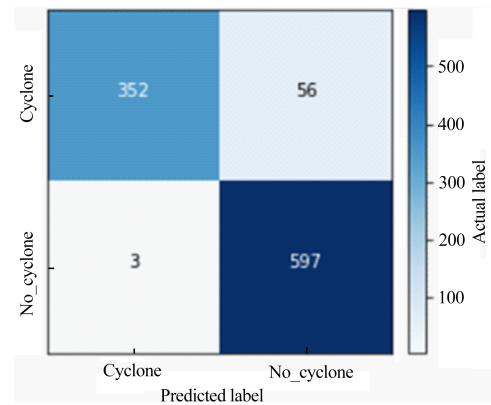 Cyclone
352
56
500
400
300
200
100
Actual label
No_cyclone
3
597
Cyclone
No_cyclone
Predicted label